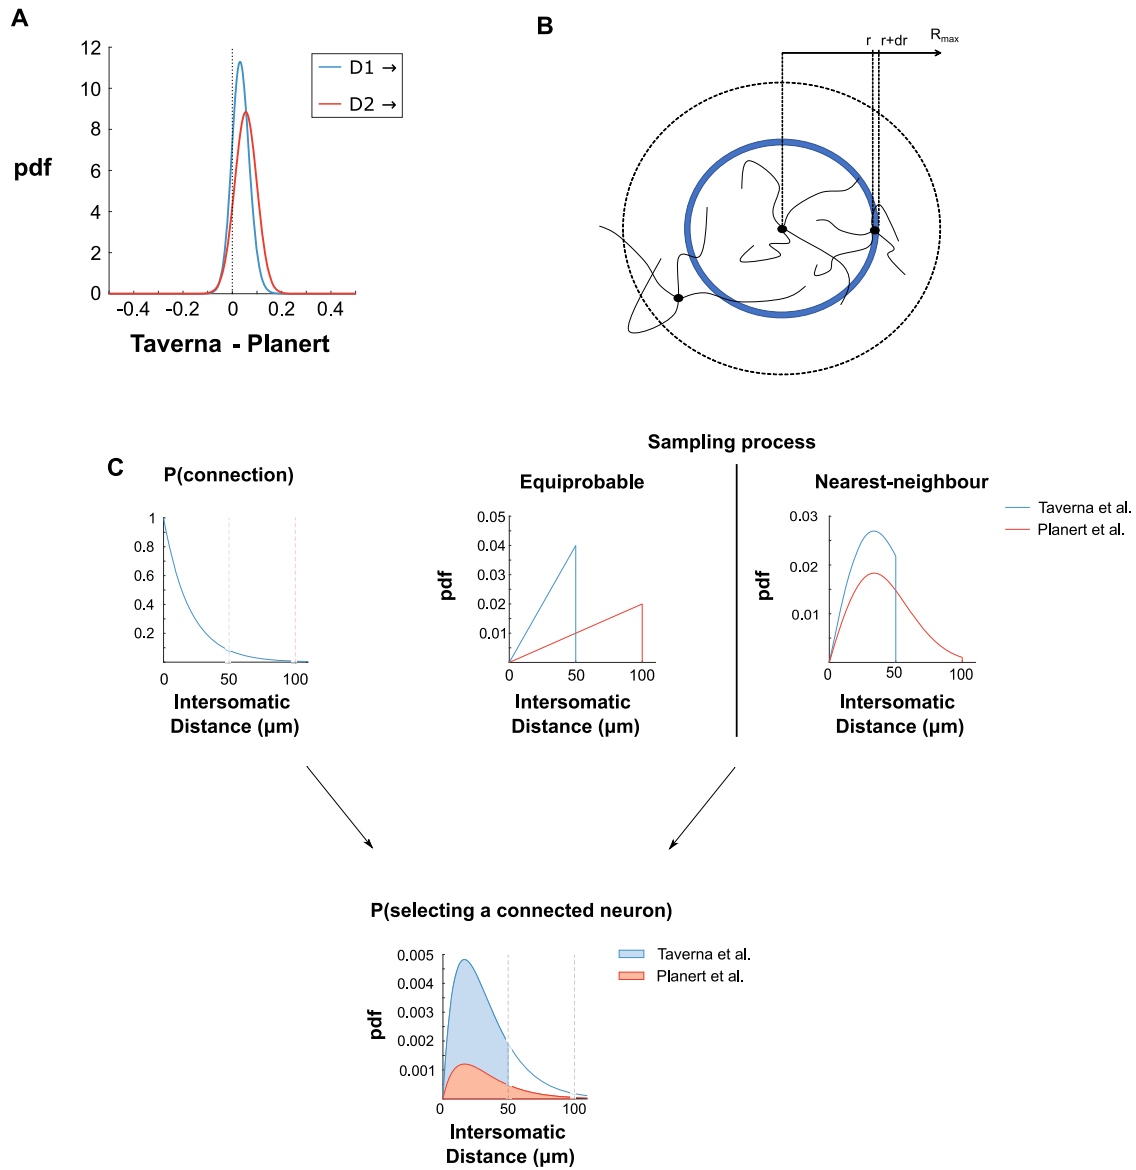 A
12
10
8
6
4
2
0
pdf
D1 →
D2 →
-0.4
-0.2
0
0.2
0.4
Taverna - Planert
B
r
r+dr
Rmax
C
P(connection)
1
0.8
0.6
0.4
0.2
0
50
100
Intersomatic
Distance (µm)
Sampling process
Equiprobable
0.05
0.04
0.03
0.02
0.01
pdf
0
50
100
Intersomatic
Distance (µm)
Nearest-neighbour
0.03
0.02
0.01
pdf
0
50
100
Intersomatic
Distance (µm)
Taverna et al.
Planert et al.
P(selecting a connected neuron)
0.005
0.004
0.003
0.002
0.001
pdf
0
50
100
Intersomatic
Distance (µm)
Taverna et al.
Planert et al.